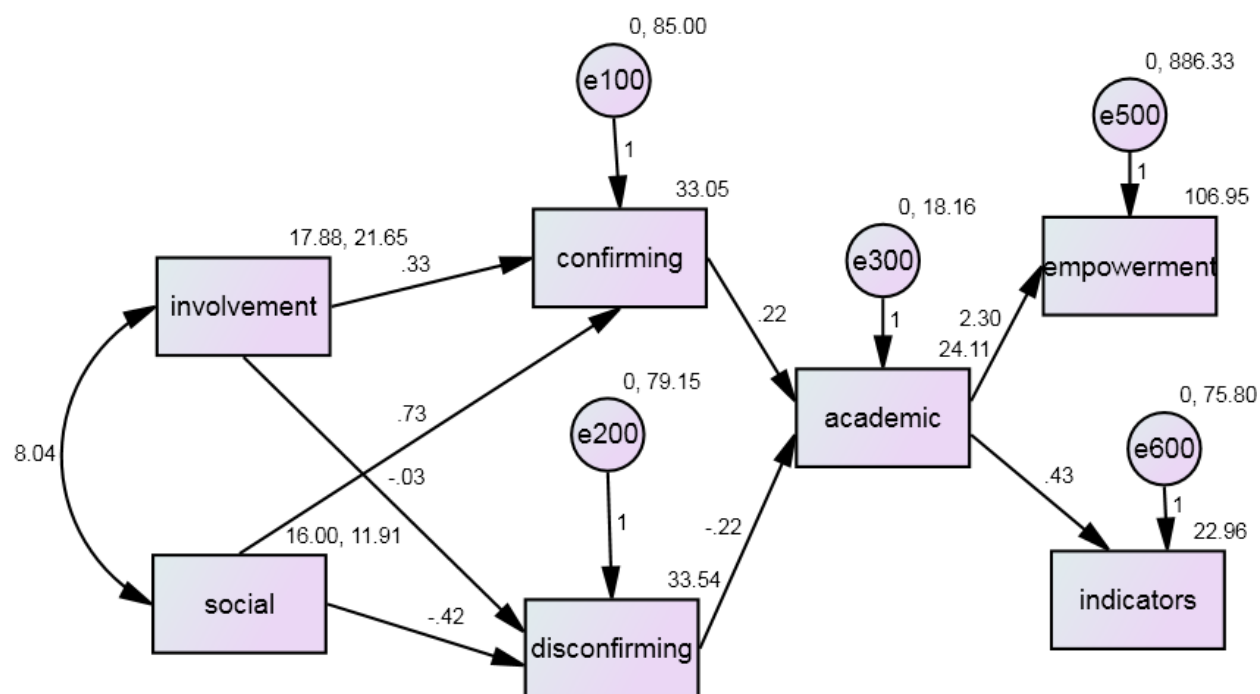 0, 85.00
e100
1
0, 886.33
e500
1
33.05
confirming
106.95
empowerment
17.88, 21.65
involvement
.33
0, 18.16
e300
1
.22
2.30
24.11
academic
.73
-.03
8.04
0, 79.15
e200
1
0, 75.80
e600
1
.43
22.96
indicators
16.00, 11.91
social
-.42
-.22
33.54
disconfirming